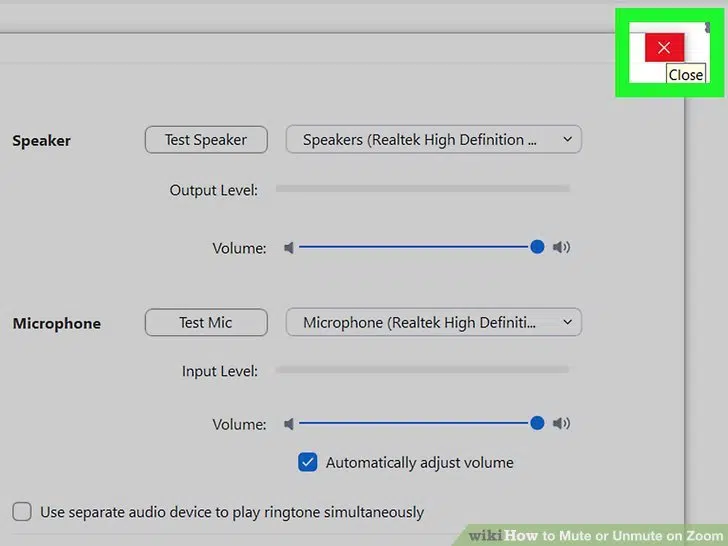 Close
Speaker
Test Speaker
Speakers (Realtek High Definition ...
Output Level:
Volume:
Microphone
Test Mic
Microphone (Realtek High Definiti...
Input Level:
Volume:
Automatically adjust volume
Use separate audio device to play ringtone simultaneously
wikiHow to Mute or Unmute on Zoom